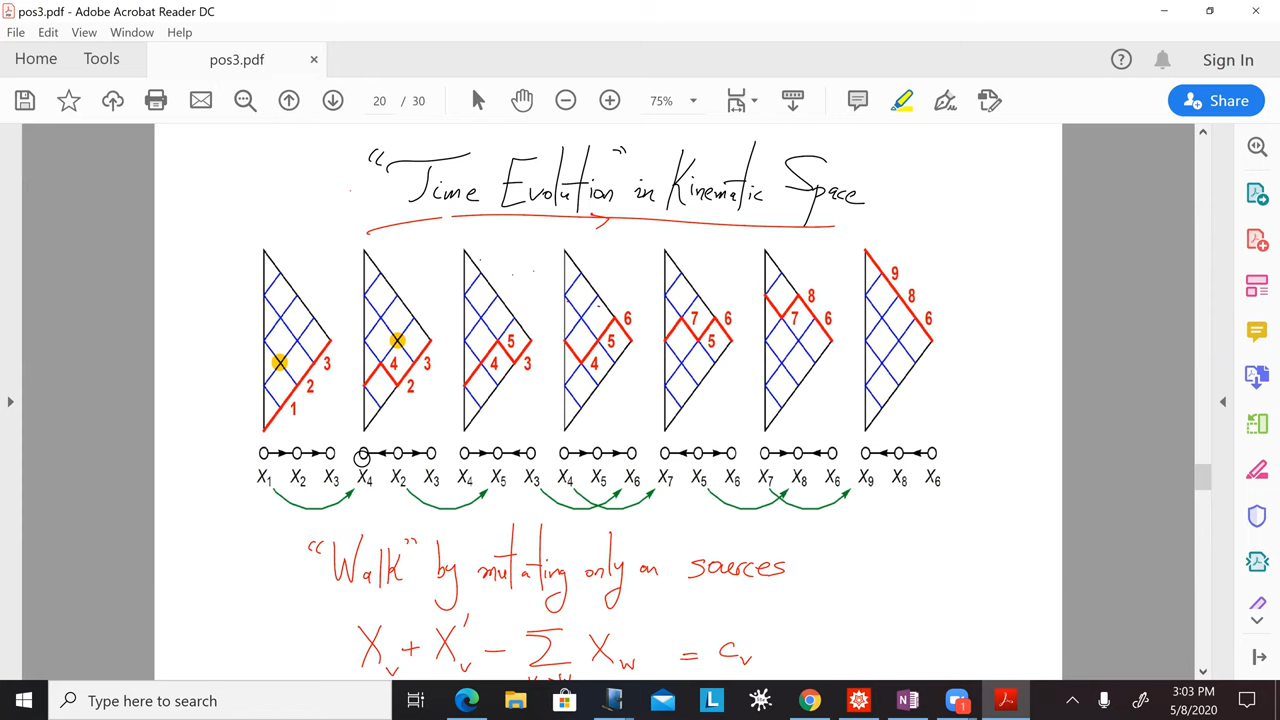 pos3.pdf - Adobe Acrobat Reader DC
File Edit View Window Help
Home Tools pos3.pdf ×
Sign In
20 / 30 75%
Share
"Time Evolution" in Kinematic Space
1 2 3
4 2 3
4 5 3
4 5 6
7 5 6
7 8 6
9 8 6
X1 X2 X3 X4 X2 X3 X4 X5 X3 X4 X5 X6 X7 X5 X6 X7 X8 X6 X9 X8 X6
"Walk" by mutating only on sources
Xv + X'v - Σ Xw = cv
Type here to search
3:03 PM
5/8/2020